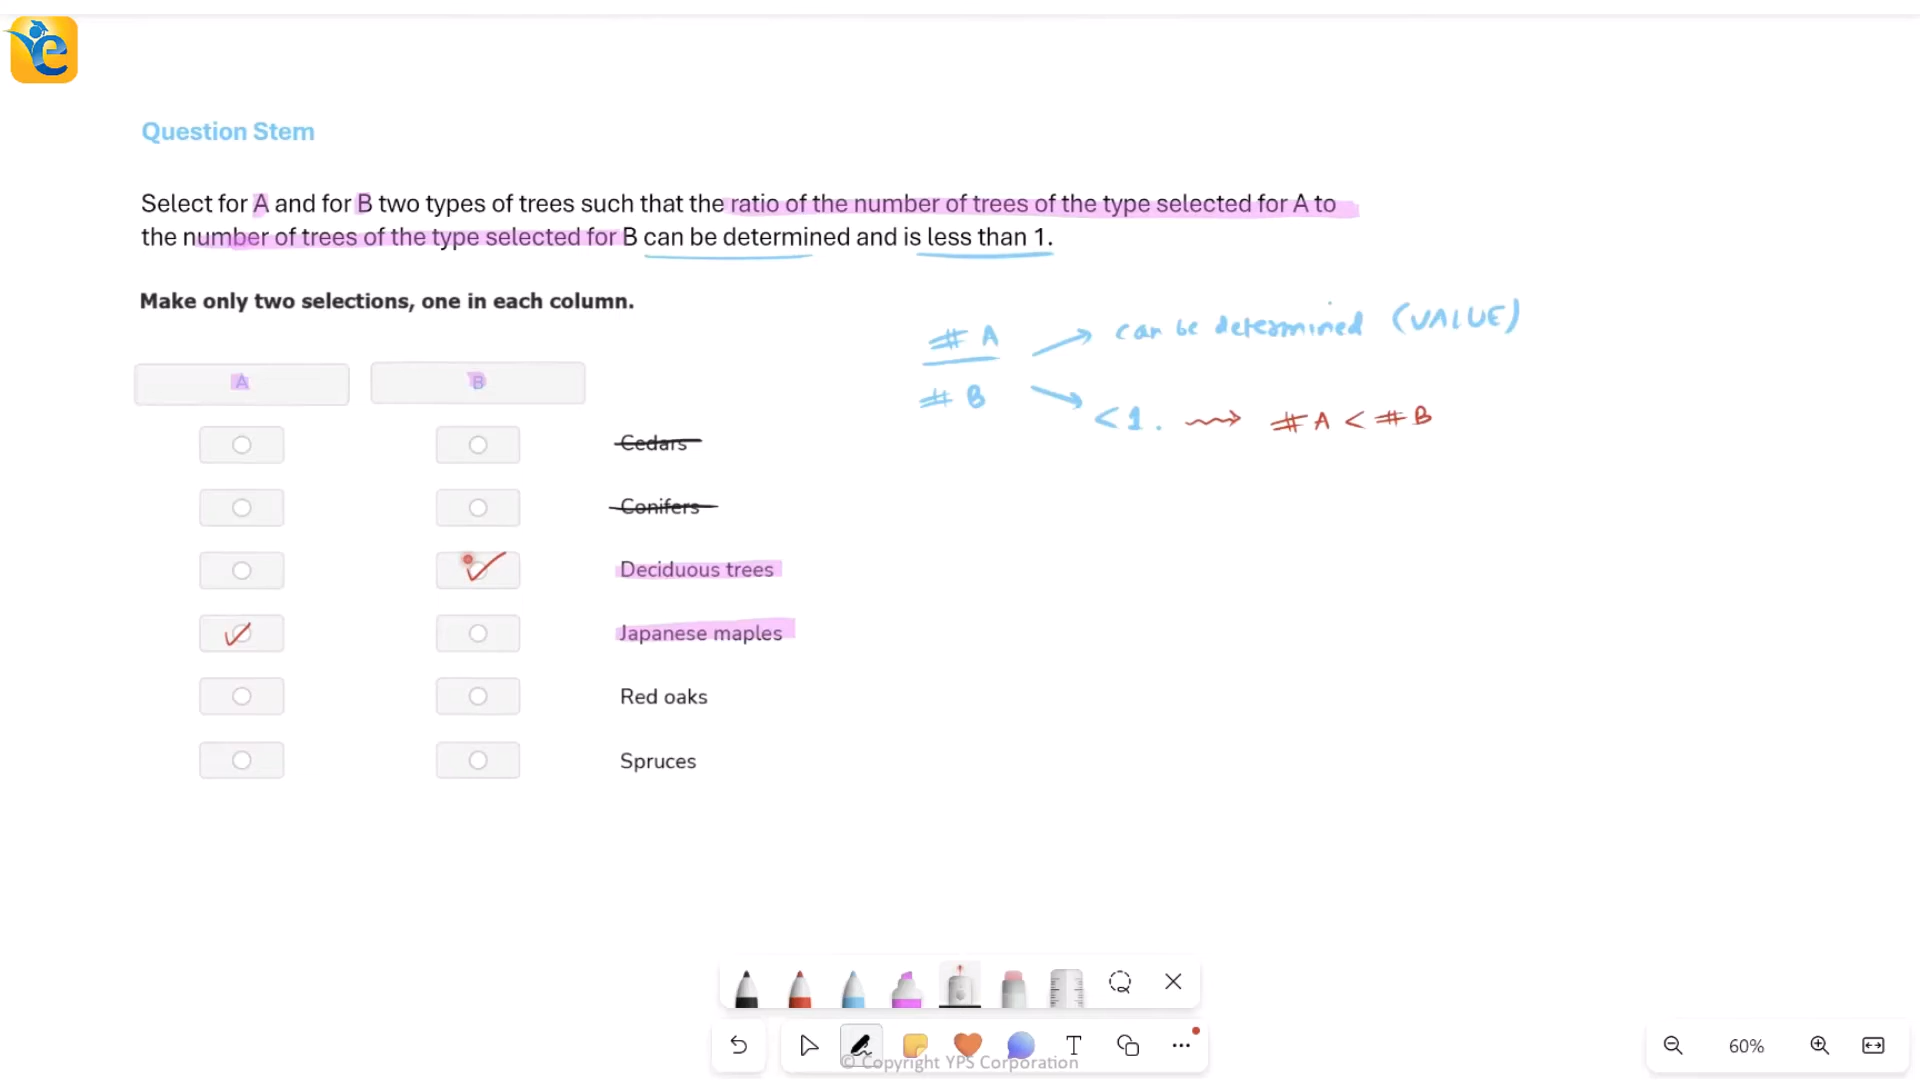 e
Question Stem
Select for A and for B two types of trees such that the ratio of the number of trees of the type selected for A to
the number of trees of the type selected for B can be determined and is less than 1.
Make only two selections, one in each column.
# A
can be determined (VALUE)
# B
< 1. #A < #B
A B
Cedars
Conifers
Deciduous trees
Japanese maples
Red oaks
Spruces
© Copyright YPS Corporation
60%